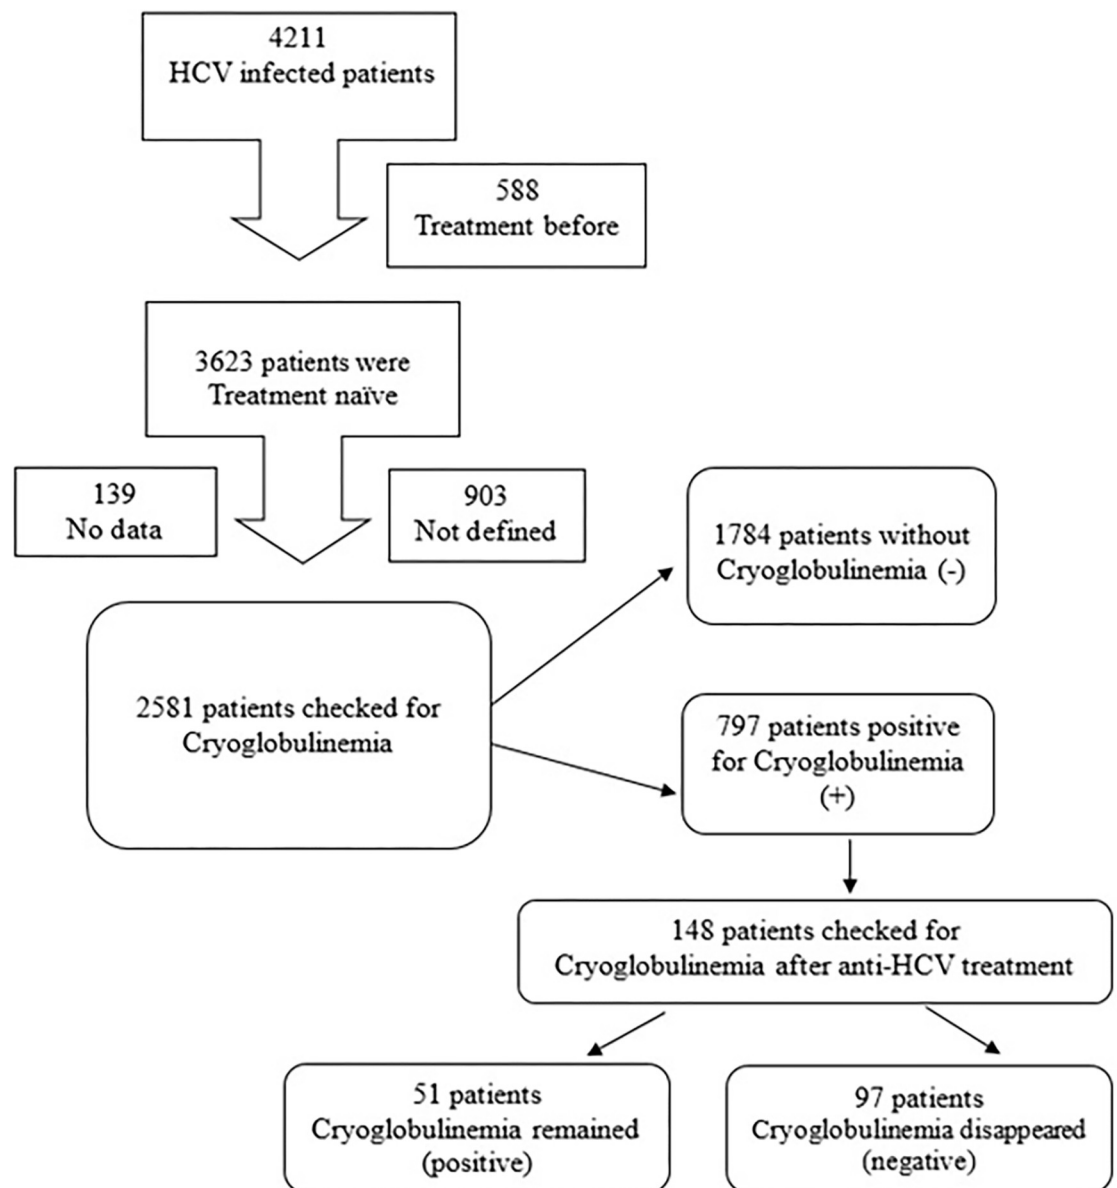 4211
HCV infected patients
588
Treatment before
3623 patients were
Treatment naïve
139
No data
903
Not defined
1784 patients without
Cryoglobulinemia (-)
2581 patients checked for
Cryoglobulinemia
797 patients positive
for Cryoglobulinemia
(+)
148 patients checked for
Cryoglobulinemia after anti-HCV treatment
51 patients
Cryoglobulinemia remained
(positive)
97 patients
Cryoglobulinemia disappeared
(negative)